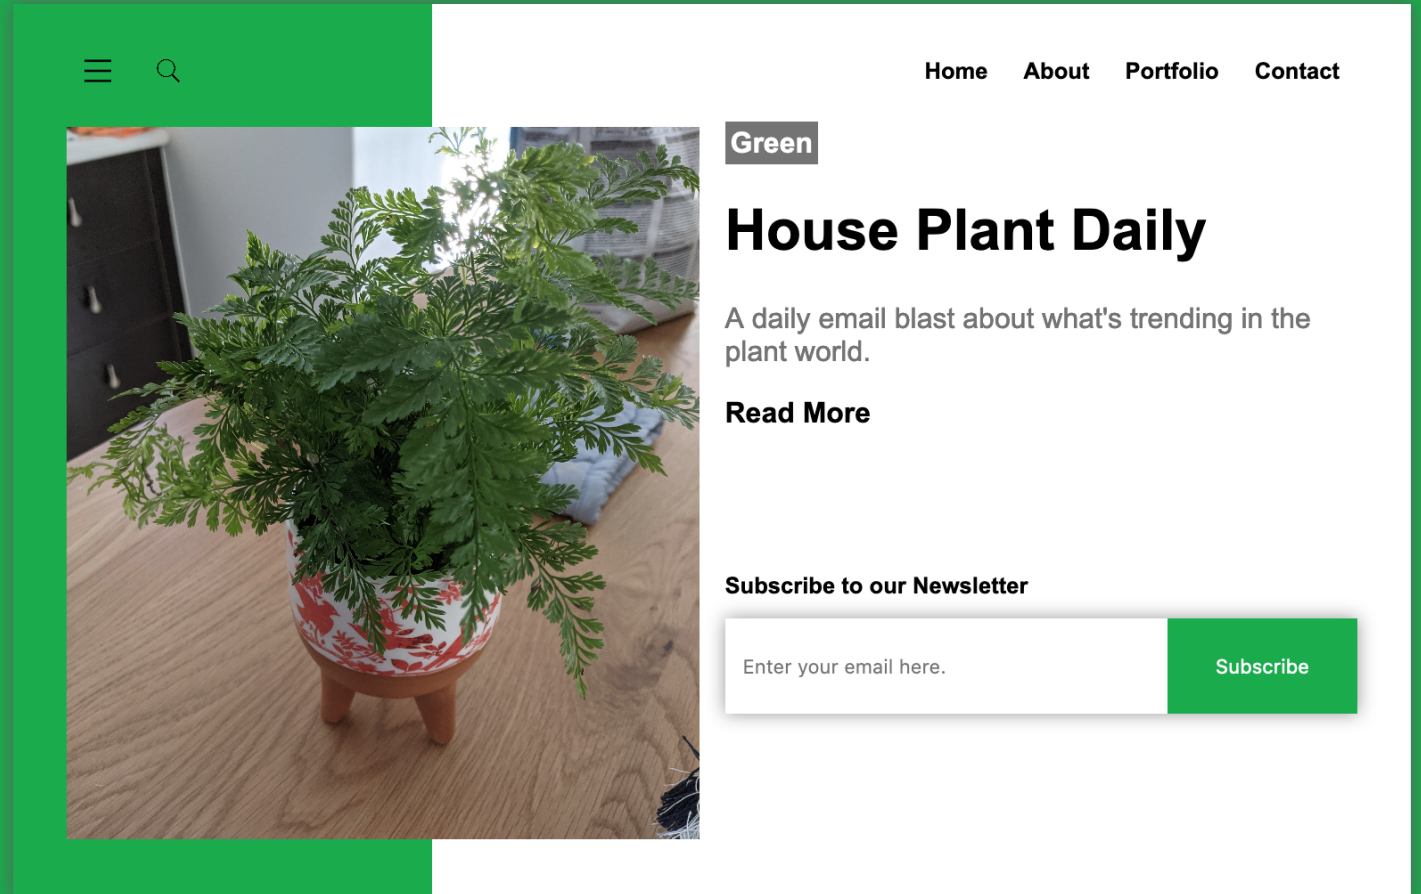 Home About Portfolio Contact
Green
House Plant Daily
A daily email blast about what's trending in the
plant world.
Read More
Subscribe to our Newsletter
Enter your email here. Subscribe